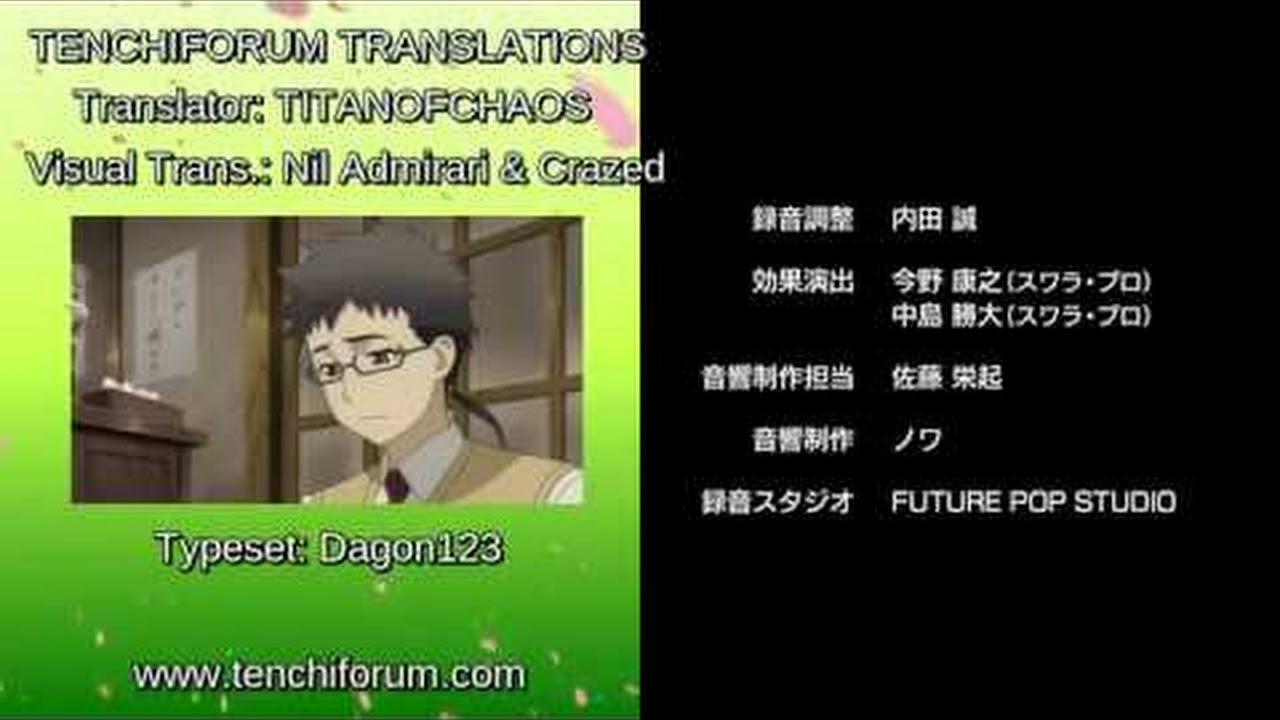 TENCHIFORUM TRANSLATIONS
Translator: TITANOFCHAOS
Visual Trans.: Nil Admirari & Crazed
Typeset: Dagon123
www.tenchiforum.com
録音調整 内田 誠
効果演出 今野 康之(スワラ・プロ)
中島 勝大(スワラ・プロ)
音響制作担当 佐藤 栄起
音響制作 ノワ
録音スタジオ FUTURE POP STUDIO